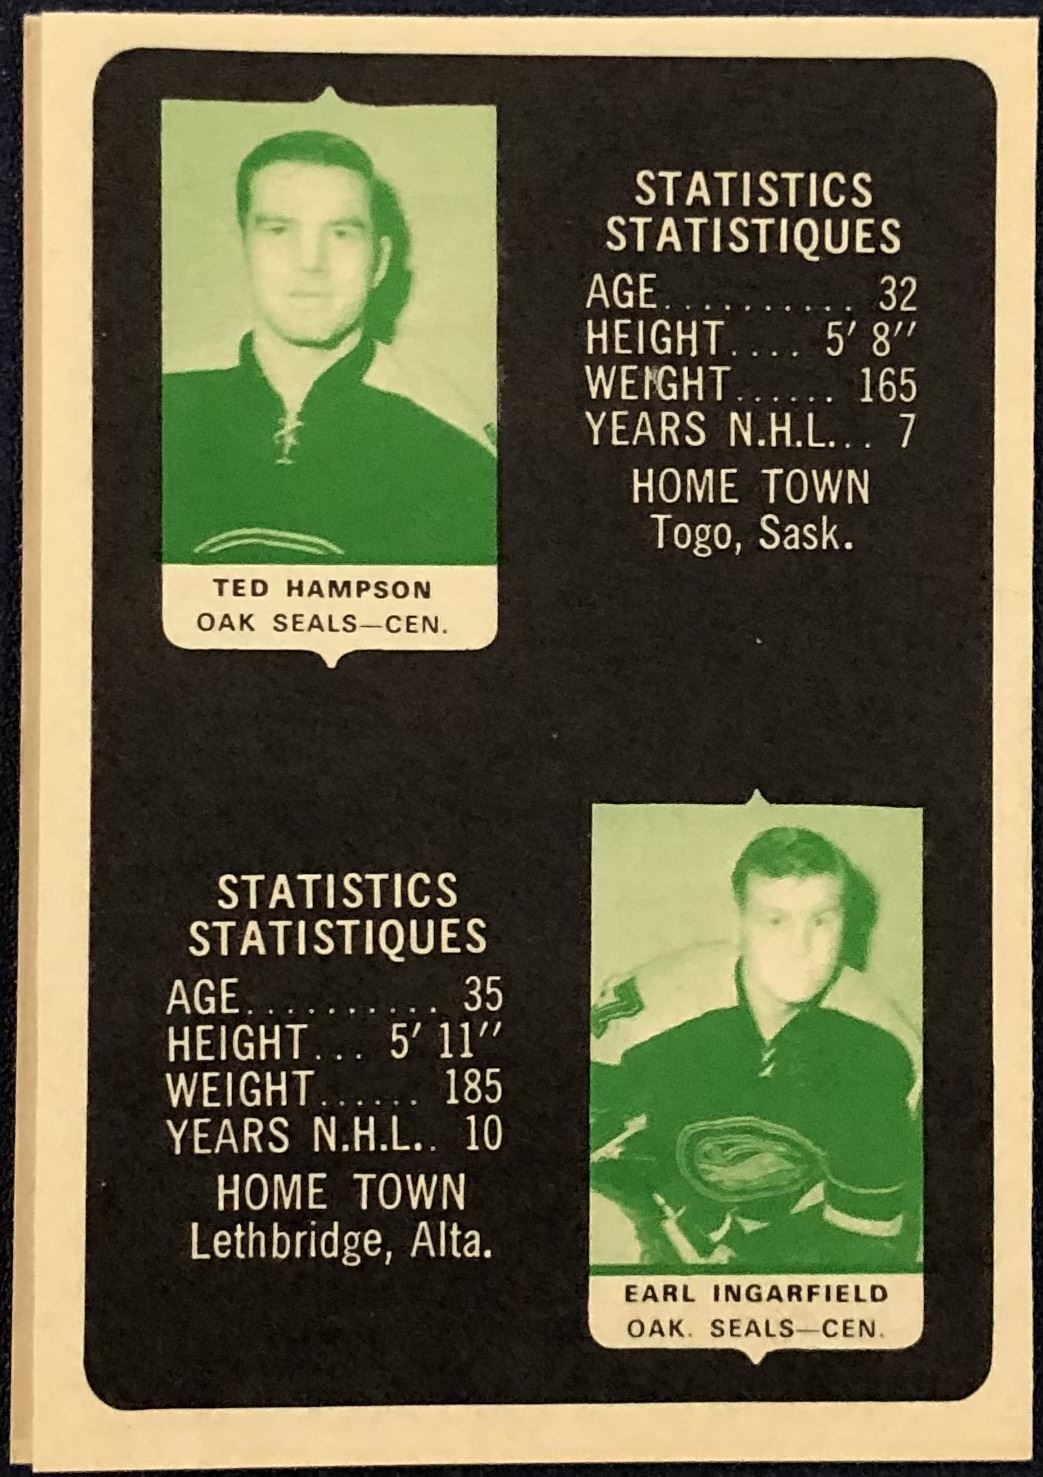 STATISTICS
STATISTIQUES
AGE.......... 32
HEIGHT.... 5' 8''
WEIGHT...... 165
YEARS N.H.L... 7
HOME TOWN
Togo, Sask.
TED HAMPSON
OAK SEALS—CEN.
STATISTICS
STATISTIQUES
AGE.......... 35
HEIGHT... 5' 11''
WEIGHT...... 185
YEARS N.H.L.. 10
HOME TOWN
Lethbridge, Alta.
EARL INGARFIELD
OAK. SEALS—CEN.